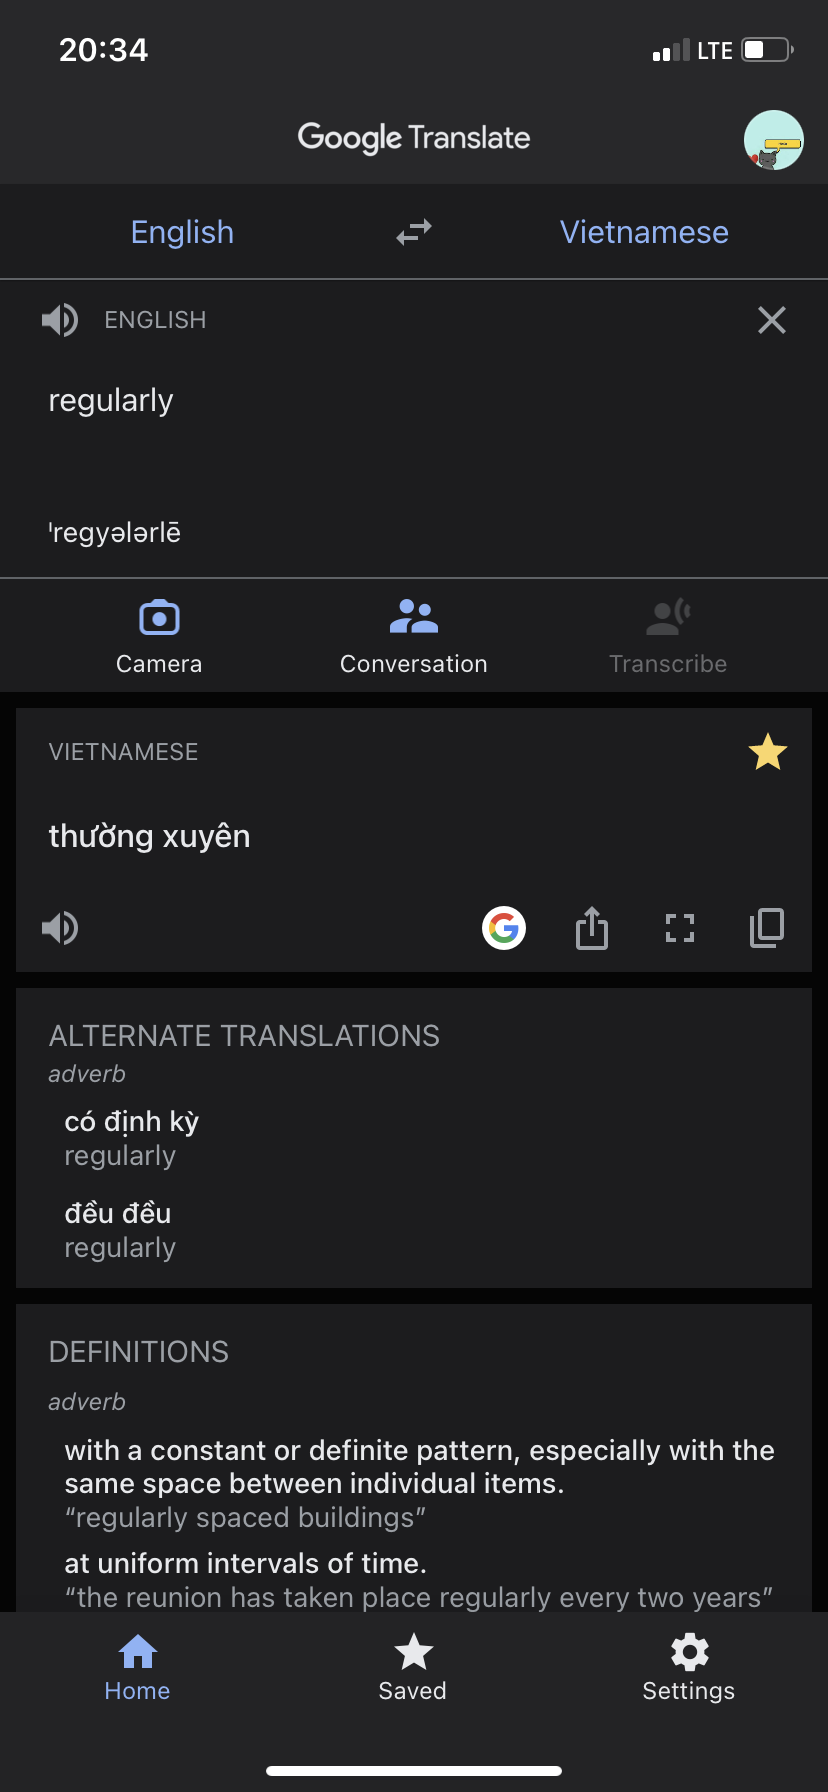 20:34
LTE
Google Translate
English
Vietnamese
ENGLISH
regularly
ˈregyələrlē
Camera
Conversation
Transcribe
VIETNAMESE
thường xuyên
ALTERNATE TRANSLATIONS
adverb
có định kỳ
regularly
đều đều
regularly
DEFINITIONS
adverb
with a constant or definite pattern, especially with the
same space between individual items.
“regularly spaced buildings”
at uniform intervals of time.
“the reunion has taken place regularly every two years”
Home
Saved
Settings